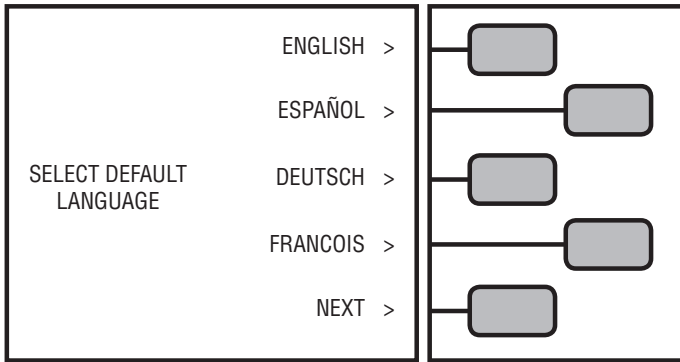 ENGLISH >
ESPAÑOL >
SELECT DEFAULT
LANGUAGE
DEUTSCH >
FRANCOIS >
NEXT >